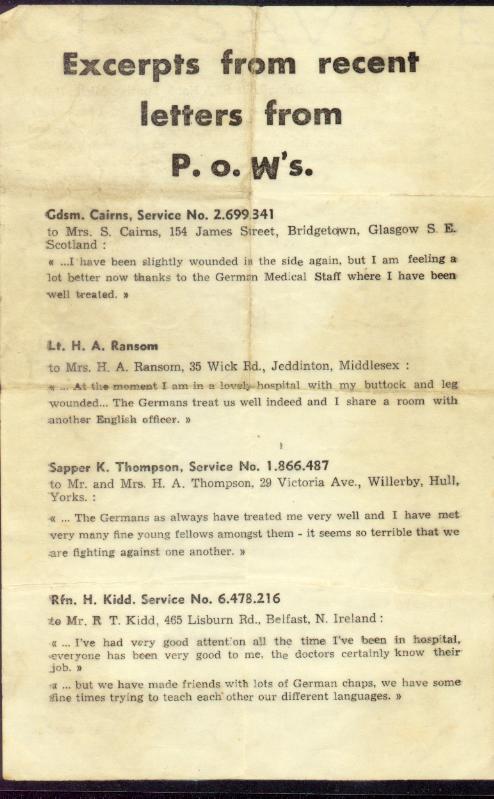 Excerpts from recent
letters from
P. o. W's.
Gdsm. Cairns, Service No. 2.699.341
to Mrs. S. Cairns, 154 James Street, Bridgetown, Glasgow S. E.
Scotland :
« ...I have been slightly wounded in the side again, but I am feeling a
lot better now thanks to the German Medical Staff where I have been
well treated. »
Lt. H. A. Ransom
to Mrs. H. A. Ransom, 35 Wick Rd., Jeddinton, Middlesex :
« ... At the moment I am in a lovely hospital with my buttock and leg
wounded... The Germans treat us well indeed and I share a room with
another English officer. »
Sapper K. Thompson, Service No. 1.866.487
to Mr. and Mrs. H. A. Thompson, 29 Victoria Ave., Willerby, Hull,
Yorks. :
« ... The Germans as always have treated me very well and I have met
very many fine young fellows amongst them - it seems so terrible that we
are fighting against one another. »
Rfn. H. Kidd. Service No. 6.478.216
to Mr. R T. Kidd, 465 Lisburn Rd., Belfast, N. Ireland :
« ... I've had very good attention all the time I've been in hospital,
everyone has been very good to me. the doctors certainly know their
job. »
« ... but we have made friends with lots of German chaps, we have some
fine times trying to teach each other our different languages. »